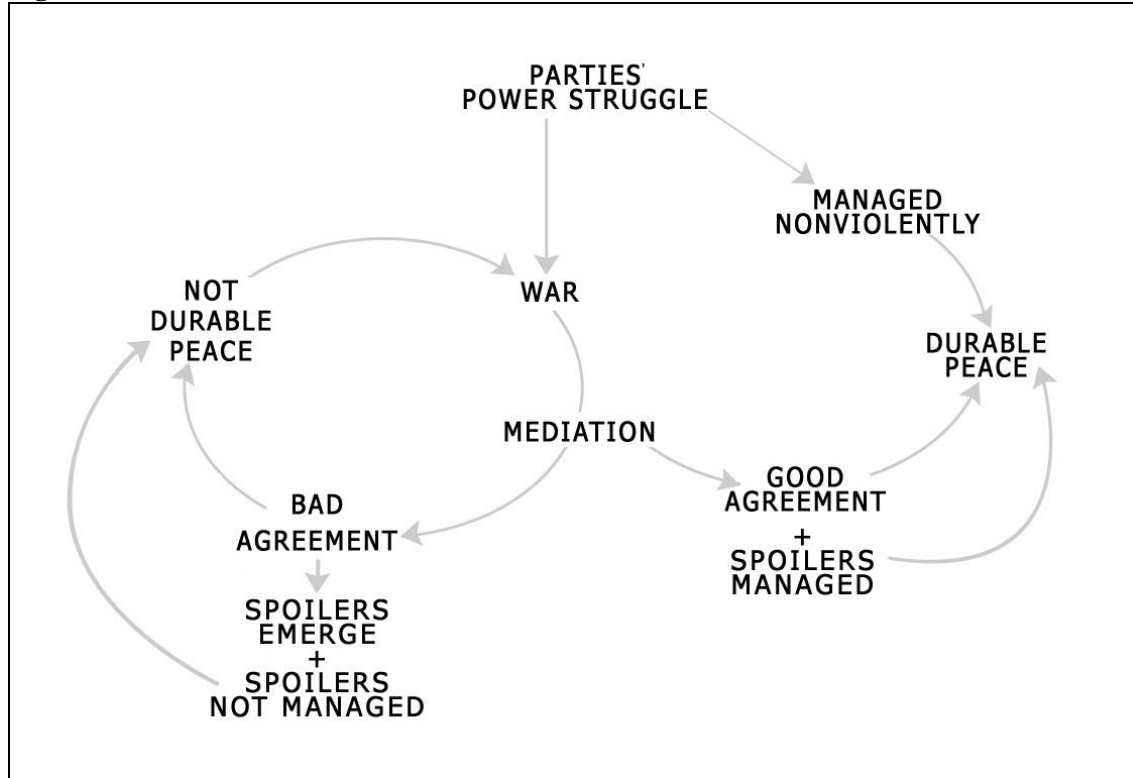 PARTIES'
POWER STRUGGLE
MANAGED
NONVIOLENTLY
NOT
DURABLE
PEACE
WAR
DURABLE
PEACE
MEDIATION
GOOD
AGREEMENT
+
SPOILERS
MANAGED
BAD
AGREEMENT
SPOILERS
EMERGE
+
SPOILERS
NOT MANAGED